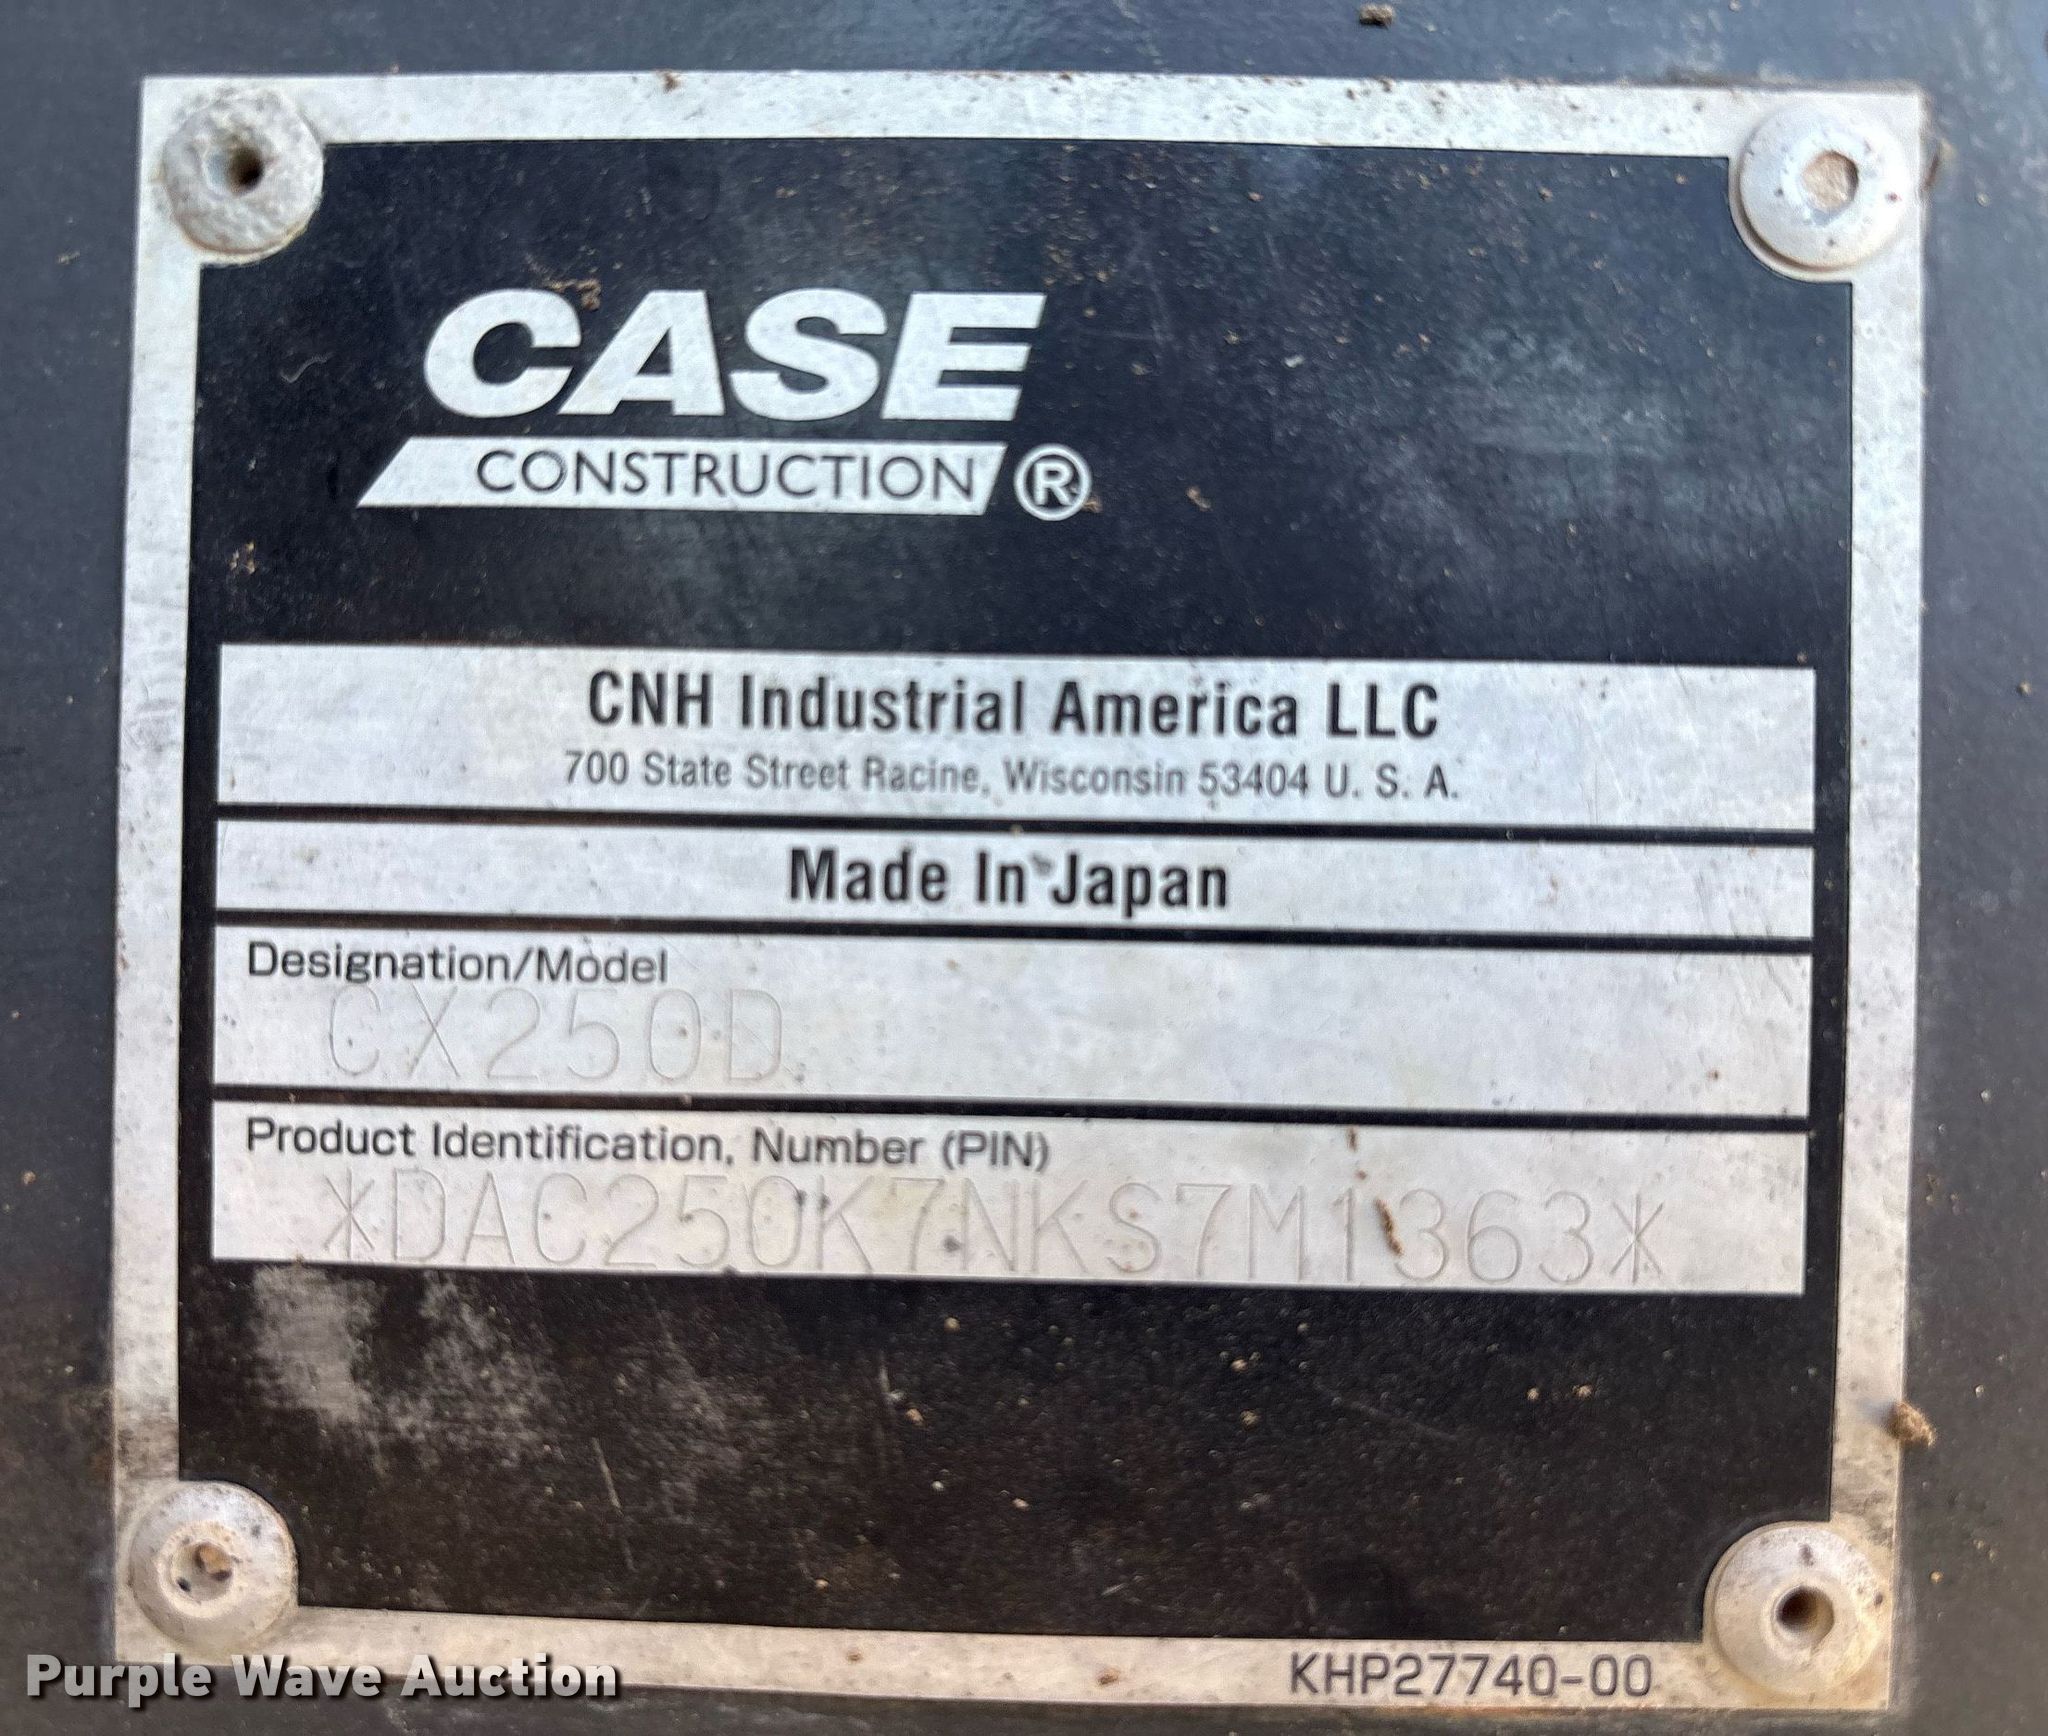 CASE
CONSTRUCTION ®
CNH Industrial America LLC
700 State Street Racine, Wisconsin 53404 U. S. A.
Made In Japan
Designation/Model
CX250D
Product Identification, Number (PIN)
*DAC250K7NKS7M1363*
KHP27740-00
Purple Wave Auction